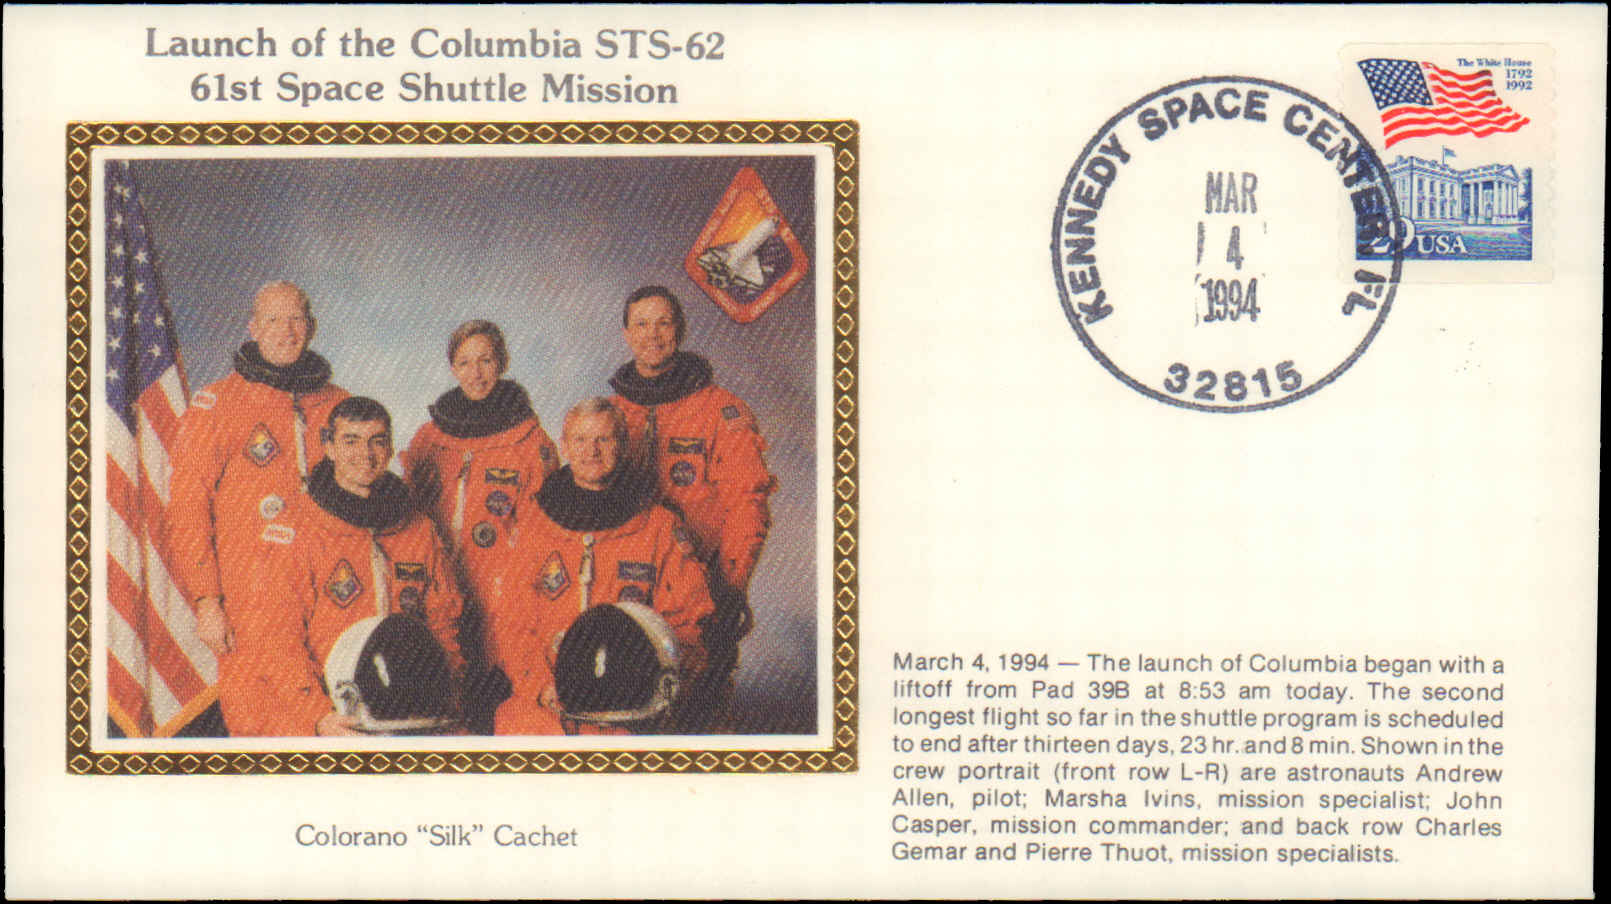 Launch of the Columbia STS-62
61st Space Shuttle Mission
The White House
1792
1992
29 USA
KENNEDY SPACE CENTER FL
MAR
4
1994
32815
March 4, 1994 — The launch of Columbia began with a
liftoff from Pad 39B at 8:53 am today. The second
longest flight so far in the shuttle program is scheduled
to end after thirteen days, 23 hr. and 8 min. Shown in the
crew portrait (front row L-R) are astronauts Andrew
Allen, pilot; Marsha Ivins, mission specialist; John
Casper, mission commander; and back row Charles
Gemar and Pierre Thuot, mission specialists.
Colorano “Silk” Cachet